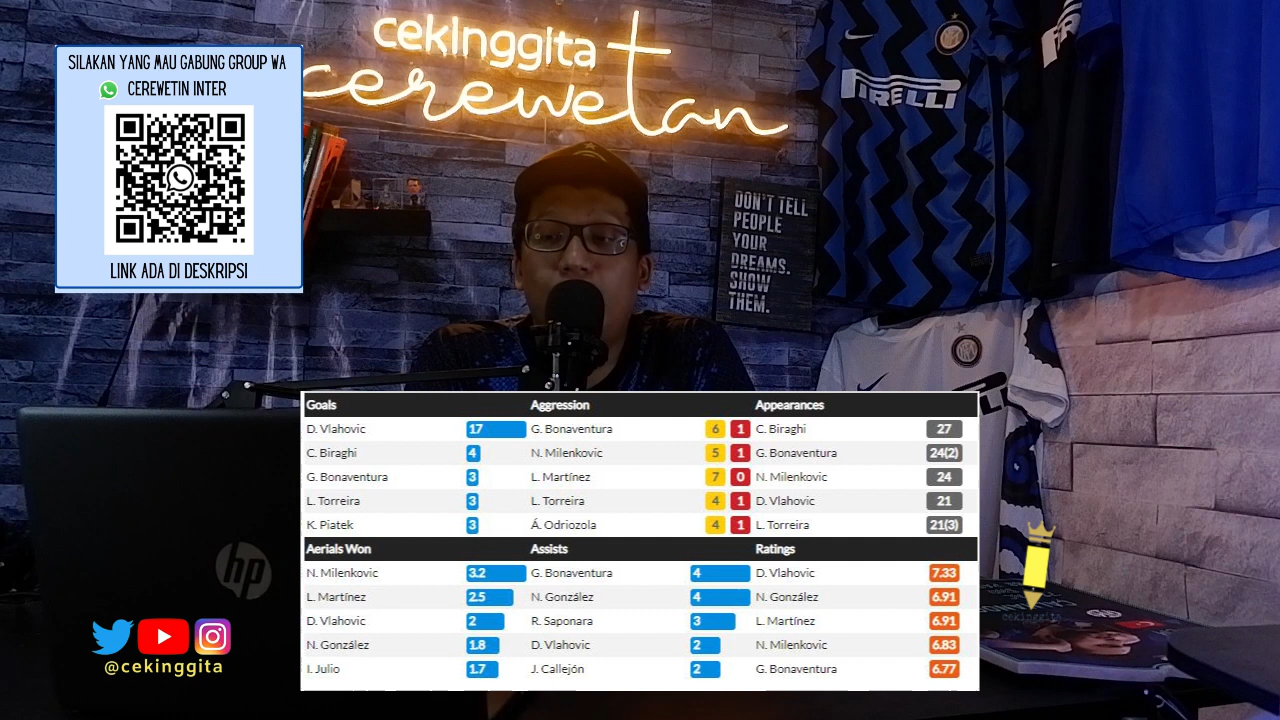 SILAKAN YANG MAU GABUNG GROUP WA
CEREWETIN INTER
LINK ADA DI DESKRIPSI
cekinggita
cerewetan
DON'T TELL
PEOPLE
YOUR
DREAMS.
SHOW
THEM.
PIRELLI
hp
@cekinggita
Goals Aggression Appearances
D. Vlahovic 17 G. Bonaventura 6 1 C. Biraghi 27
C. Biraghi 4 N. Milenkovic 5 1 G. Bonaventura 24(2)
G. Bonaventura 3 L. Martínez 7 0 N. Milenkovic 24
L. Torreira 3 L. Torreira 4 1 D. Vlahovic 21
K. Piatek 3 Á. Odriozola 4 1 L. Torreira 21(3)
Aerials Won Assists Ratings
N. Milenkovic 3.2 G. Bonaventura 4 D. Vlahovic 7.33
L. Martínez 2.5 N. González 4 N. González 6.91
D. Vlahovic 2 R. Saponara 3 L. Martínez 6.91
N. González 1.8 D. Vlahovic 2 N. Milenkovic 6.83
I. Julio 1.7 J. Callejón 2 G. Bonaventura 6.77
cekinggita